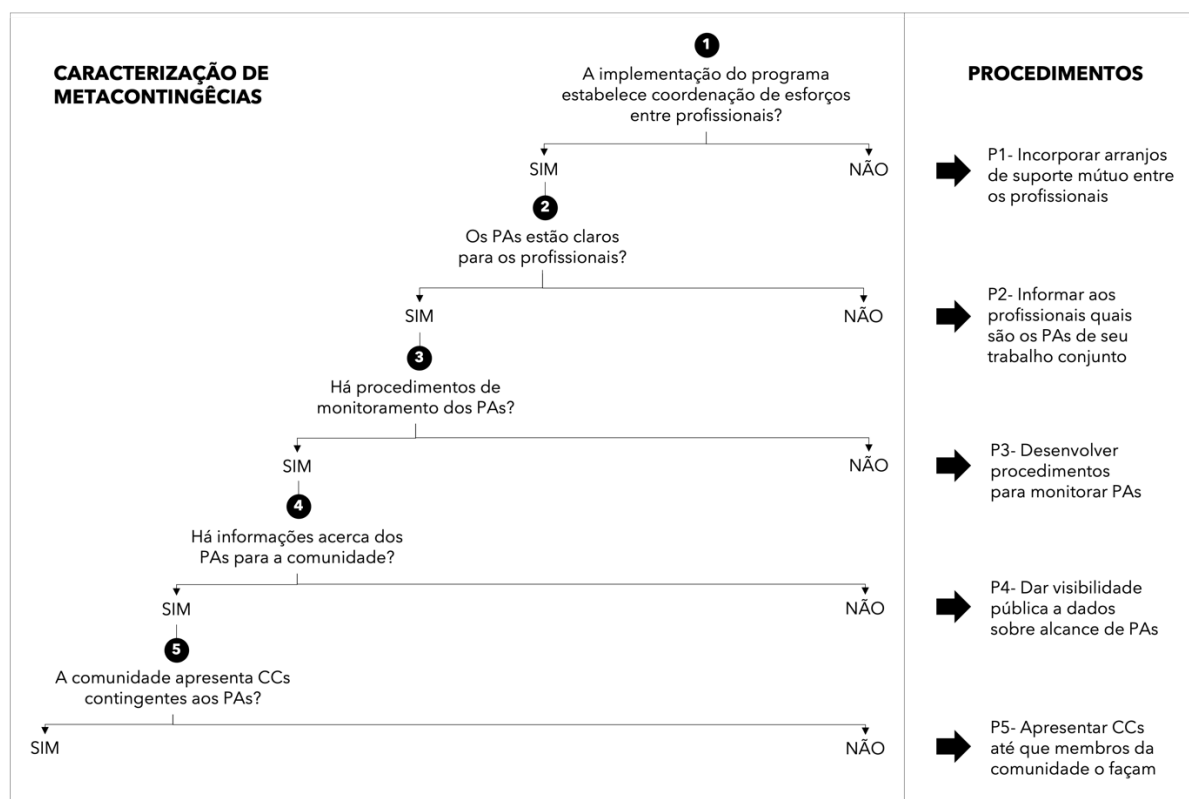 CARACTERIZAÇÃO DE
METACONTINGÊCIAS
1
A implementação do programa
estabelece coordenação de esforços
entre profissionais?
SIM
NÃO
2
Os PAs estão claros
para os profissionais?
SIM
NÃO
3
Há procedimentos de
monitoramento dos PAs?
SIM
NÃO
4
Há informações acerca dos
PAs para a comunidade?
SIM
NÃO
5
A comunidade apresenta CCs
contingentes aos PAs?
SIM
NÃO
PROCEDIMENTOS
P1- Incorporar arranjos
de suporte mútuo entre
os profissionais
P2- Informar aos
profissionais quais
são os PAs de seu
trabalho conjunto
P3- Desenvolver
procedimentos
para monitorar PAs
P4- Dar visibilidade
pública a dados
sobre alcance de PAs
P5- Apresentar CCs
até que membros da
comunidade o façam